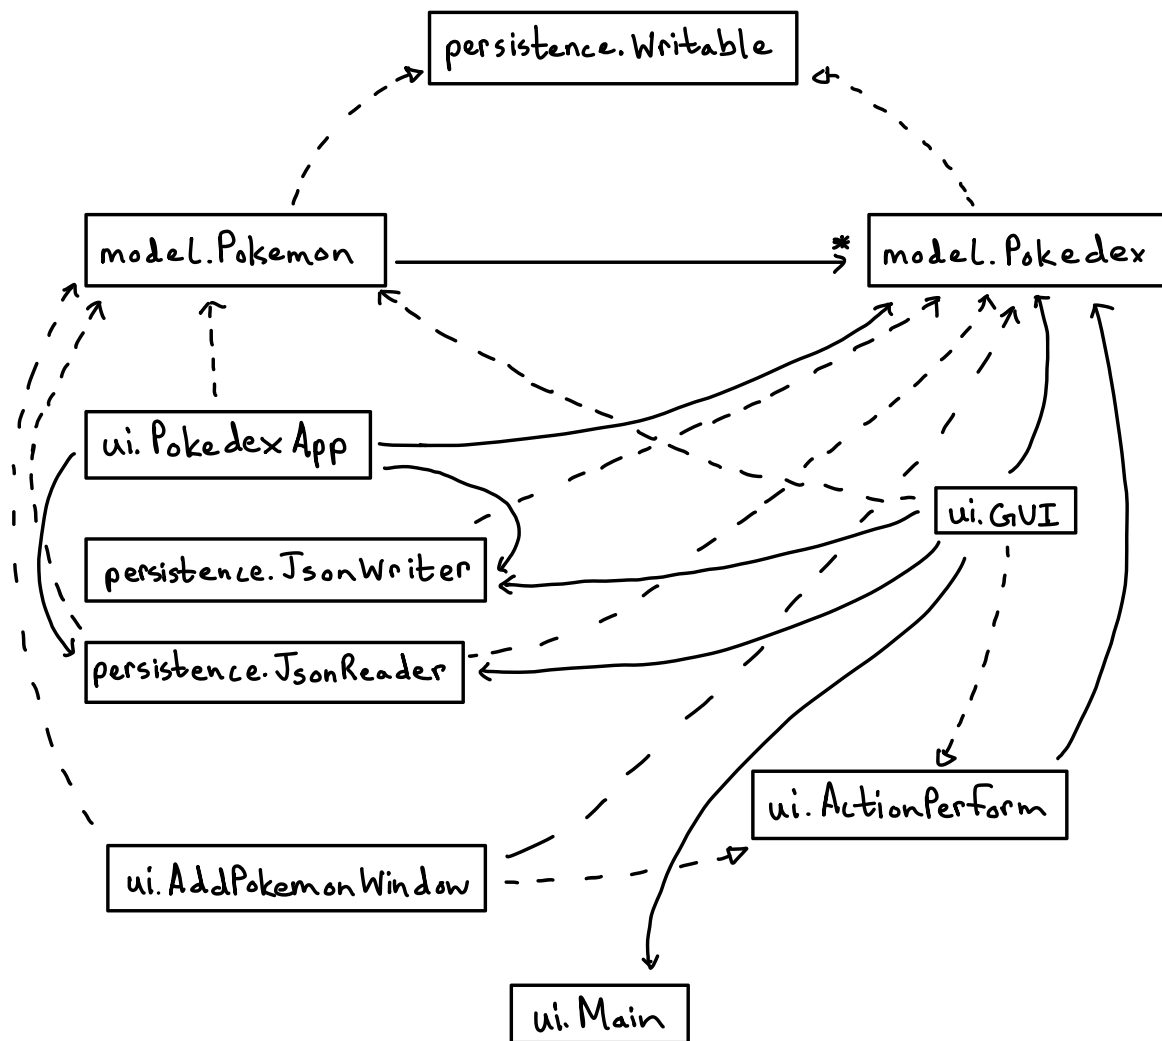 persistence.Writable
model.Pokemon
*
model.Pokedex
ui.PokedexApp
ui.GUI
persistence.JsonWriter
persistence.JsonReader
ui.ActionPerform
ui.AddPokemonWindow
ui.Main